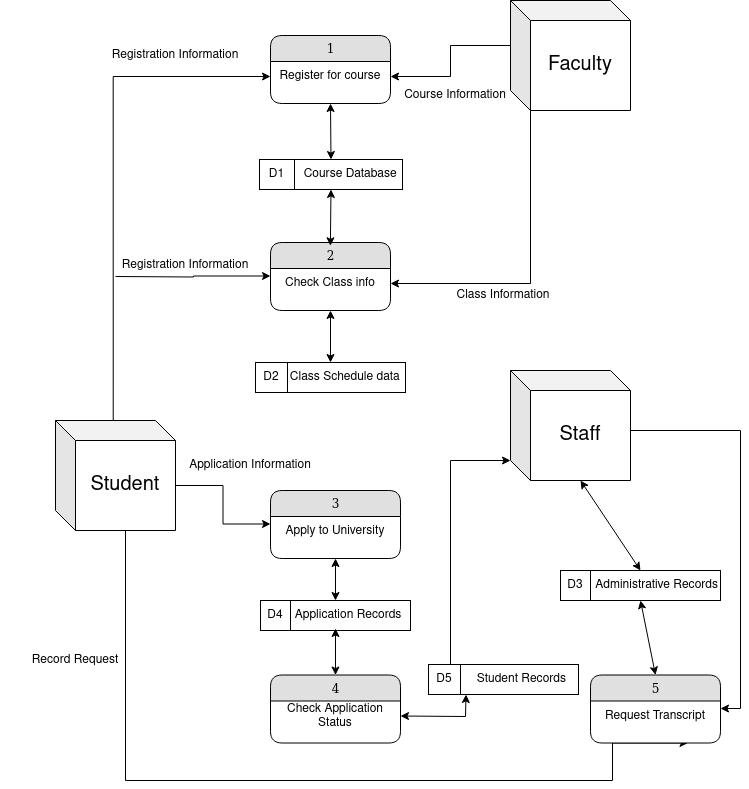 1
Registration Information
Register for course
Faculty
Course Information
D1 Course Database
2
Registration Information
Check Class info
Class Information
D2 Class Schedule data
Staff
Application Information
Student
3
Apply to University
D3 Administrative Records
D4 Application Records
Record Request
D5 Student Records
4
Check Application
Status
5
Request Transcript